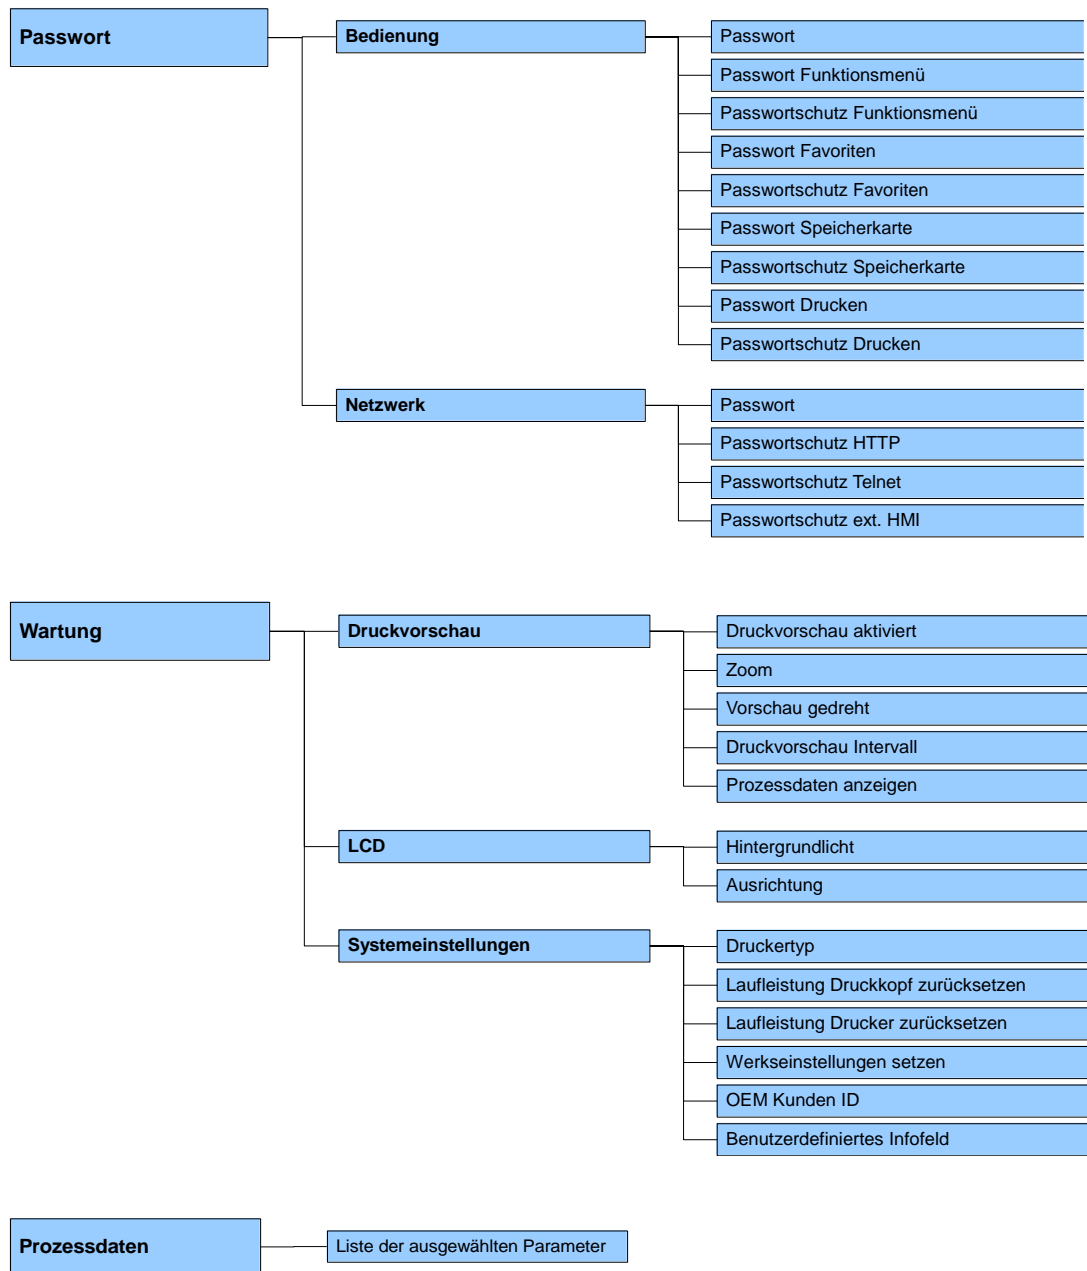 Passwort
Bedienung
Passwort
Passwort Funktionsmenü
Passwortschutz Funktionsmenü
Passwort Favoriten
Passwortschutz Favoriten
Passwort Speicherkarte
Passwortschutz Speicherkarte
Passwort Drucken
Passwortschutz Drucken
Netzwerk
Passwort
Passwortschutz HTTP
Passwortschutz Telnet
Passwortschutz ext. HMI
Wartung
Druckvorschau
Druckvorschau aktiviert
Zoom
Vorschau gedreht
Druckvorschau Intervall
Prozessdaten anzeigen
LCD
Hintergrundlicht
Ausrichtung
Systemeinstellungen
Druckertyp
Laufleistung Druckkopf zurücksetzen
Laufleistung Drucker zurücksetzen
Werkseinstellungen setzen
OEM Kunden ID
Benutzerdefiniertes Infofeld
Prozessdaten
Liste der ausgewählten Parameter